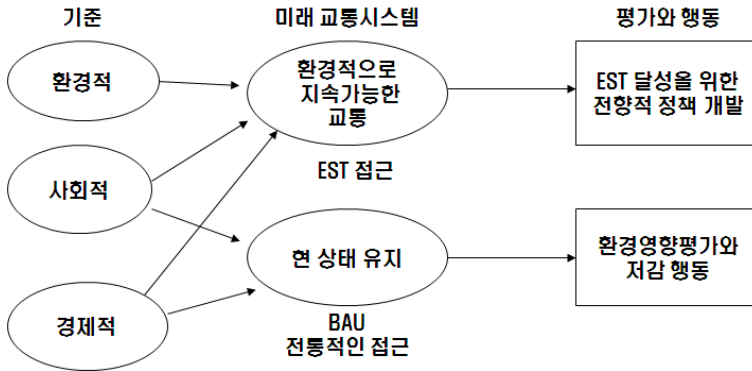 기준
미래 교통시스템
평가와 행동
환경적
환경적으로
지속가능한
교통
EST 달성을 위한
전향적 정책 개발
사회적
EST 접근
현 상태 유지
환경영향평가와
저감 행동
경제적
BAU
전통적인 접근